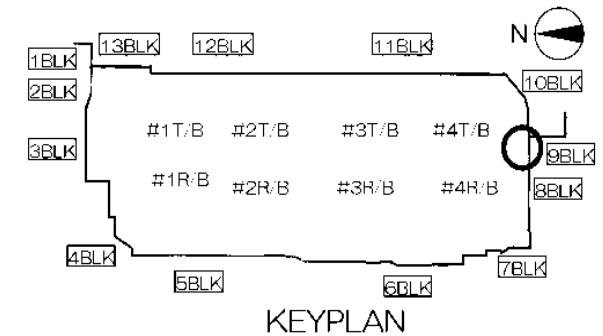 13BLK 12BLK 11BLK N
1BLK
10BLK
2BLK
#1T/B #2T/B #3T/B #4T/B
3BLK 9BLK
#1R/B #2R/B #3R/B #4R/B 8BLK
4BLK 7BLK
5BLK 6BLK
KEYPLAN